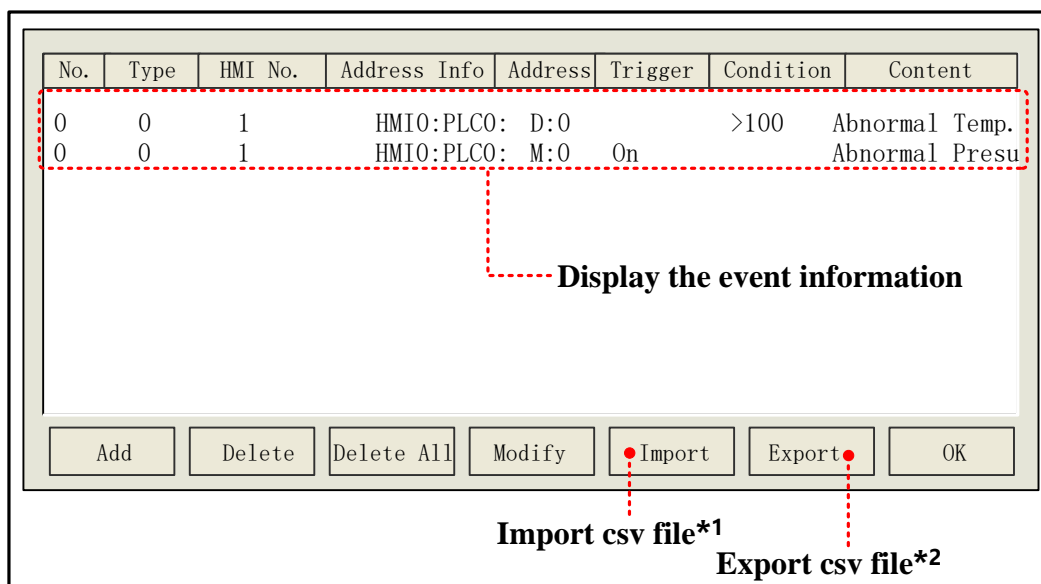 No. Type HMI No. Address Info Address Trigger Condition Content
0 0 1 HMI0:PLC0: D:0 >100 Abnormal Temp.
0 0 1 HMI0:PLC0: M:0 On Abnormal Presu
Display the event information
Add Delete Delete All Modify Import Export OK
Import csv file*1
Export csv file*2